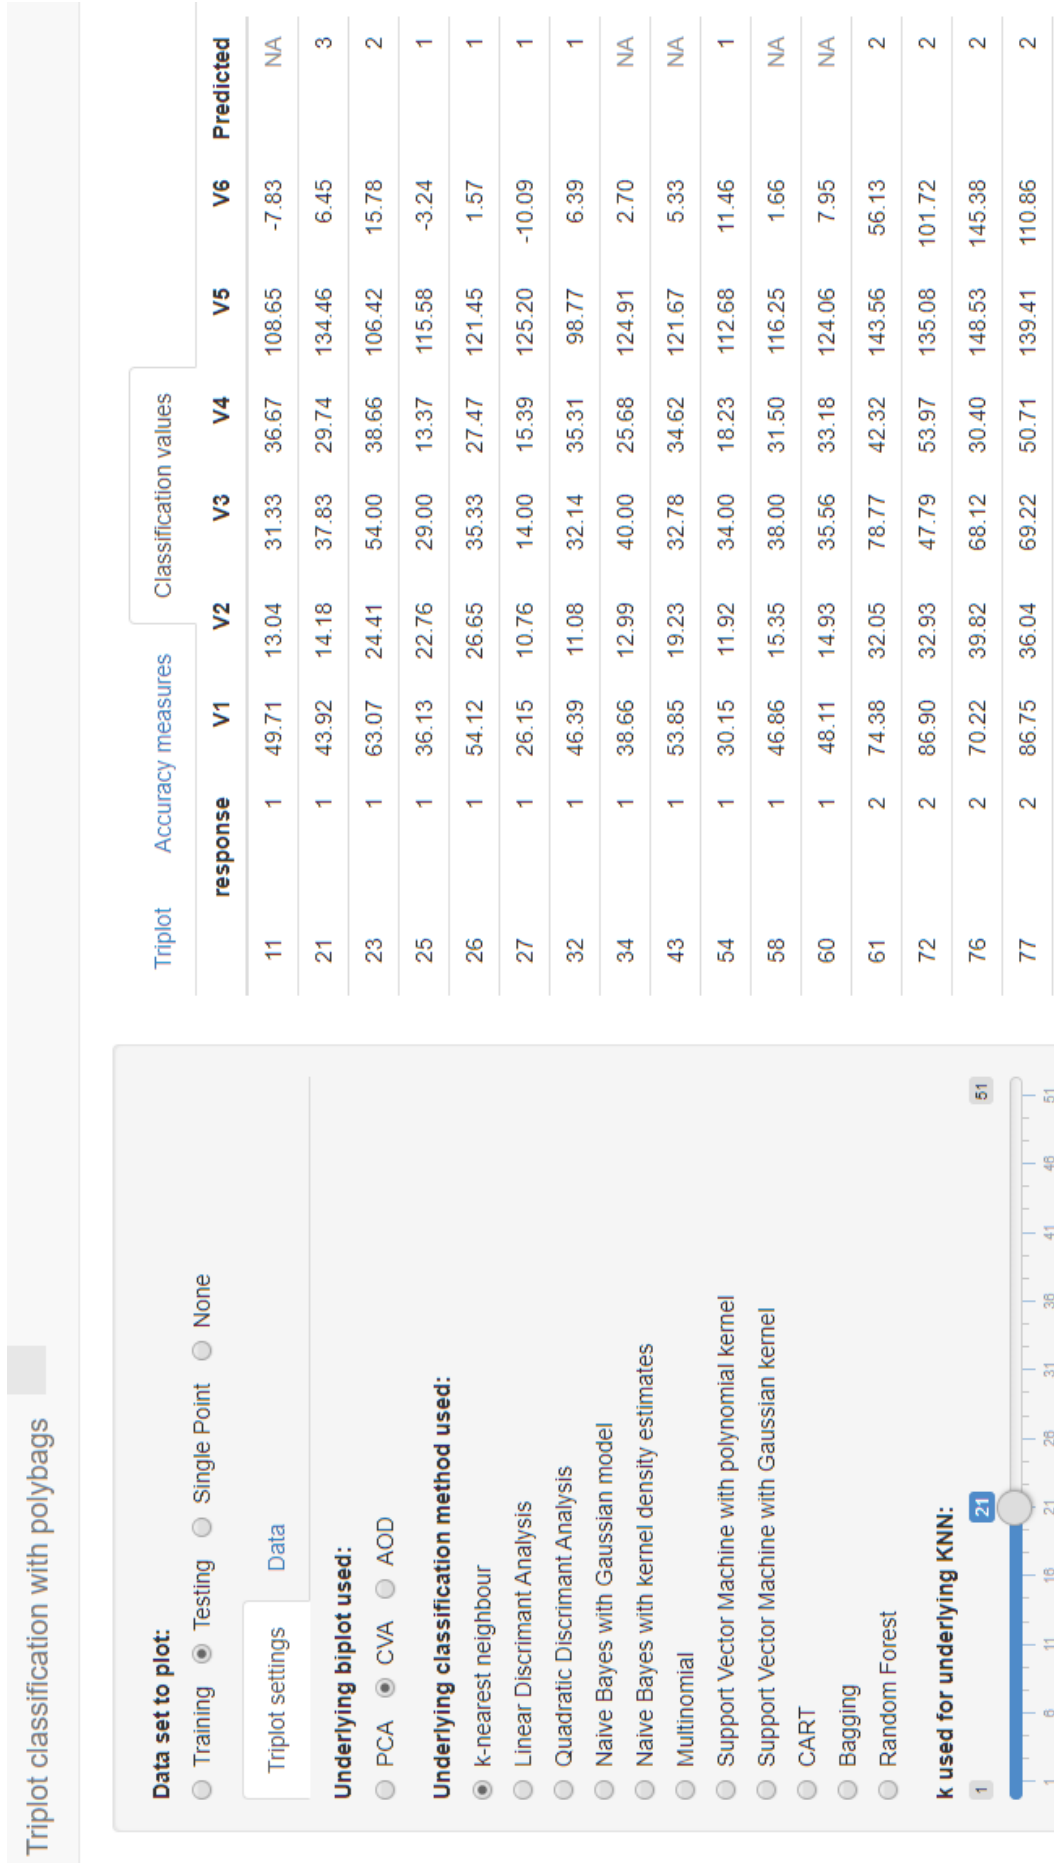 Triplot classification with polybags
Data set to plot:
Training Testing Single Point None
Triplot settings Data
Underlying biplot used:
PCA CVA AOD
Underlying classification method used:
k-nearest neighbour
Linear Discrimant Analysis
Quadratic Discrimant Analysis
Naive Bayes with Gaussian model
Naive Bayes with kernel density estimates
Multinomial
Support Vector Machine with polynomial kernel
Support Vector Machine with Gaussian kernel
CART
Bagging
Random Forest
k used for underlying KNN:
1 21 51
1 6 11 16 21 26 31 36 41 46 51
Triplot Accuracy measures Classification values
response V1 V2 V3 V4 V5 V6 Predicted
11 1 49.71 13.04 31.33 36.67 108.65 -7.83 NA
21 1 43.92 14.18 37.83 29.74 134.46 6.45 3
23 1 63.07 24.41 54.00 38.66 106.42 15.78 2
25 1 36.13 22.76 29.00 13.37 115.58 -3.24 1
26 1 54.12 26.65 35.33 27.47 121.45 1.57 1
27 1 26.15 10.76 14.00 15.39 125.20 -10.09 1
32 1 46.39 11.08 32.14 35.31 98.77 6.39 1
34 1 38.66 12.99 40.00 25.68 124.91 2.70 NA
43 1 53.85 19.23 32.78 34.62 121.67 5.33 NA
54 1 30.15 11.92 34.00 18.23 112.68 11.46 1
58 1 46.86 15.35 38.00 31.50 116.25 1.66 NA
60 1 48.11 14.93 35.56 33.18 124.06 7.95 NA
61 2 74.38 32.05 78.77 42.32 143.56 56.13 2
72 2 86.90 32.93 47.79 53.97 135.08 101.72 2
76 2 70.22 39.82 68.12 30.40 148.53 145.38 2
77 2 86.75 36.04 69.22 50.71 139.41 110.86 2